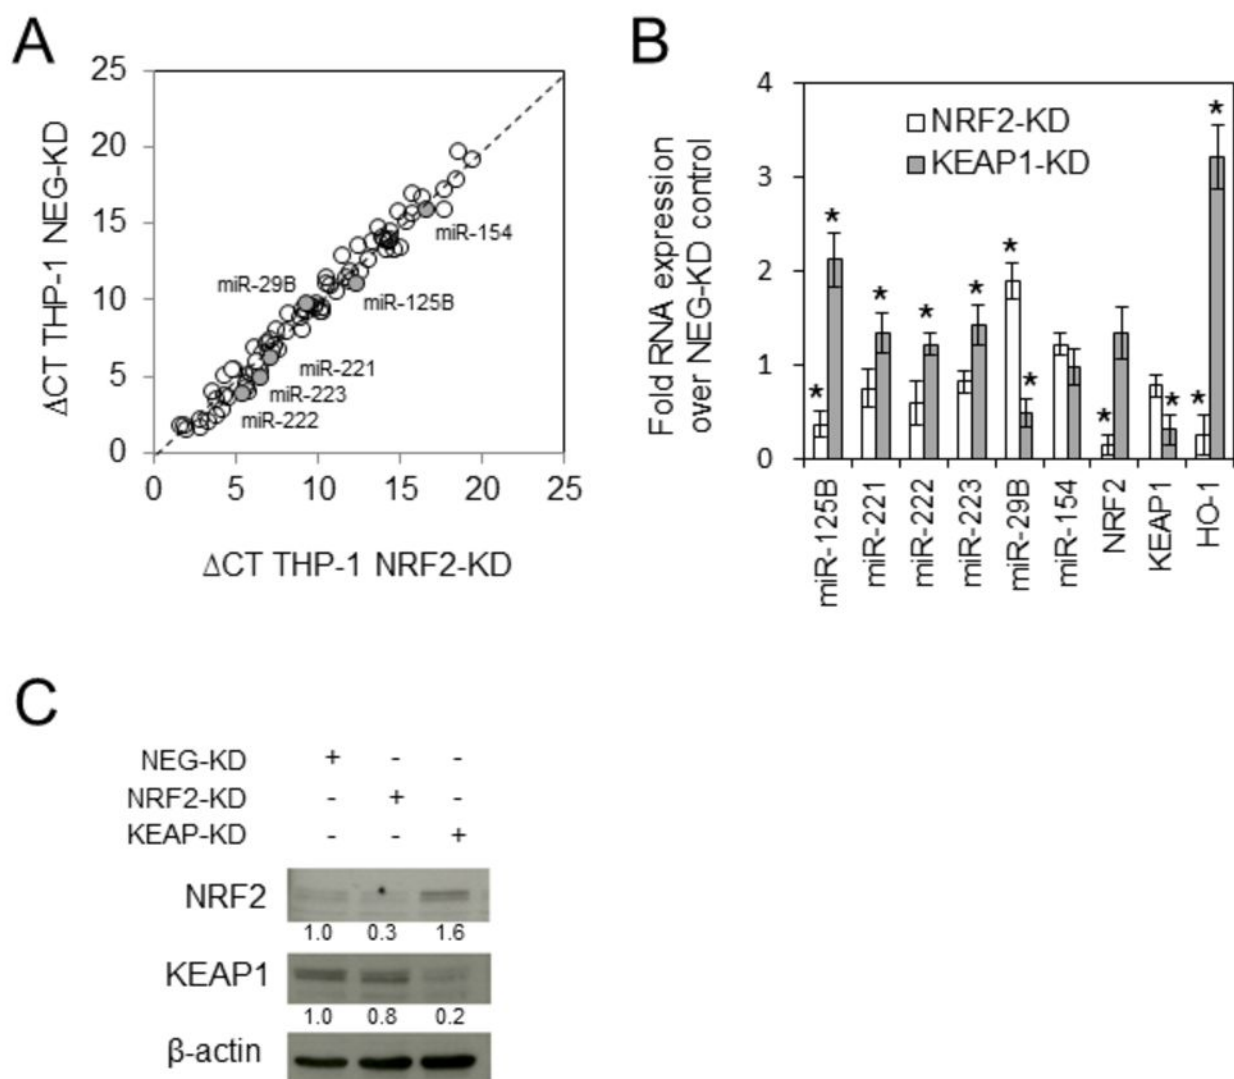 A
25
20
15
10
5
0
0 5 10 15 20 25
ΔCT THP-1 NEG-KD
ΔCT THP-1 NRF2-KD
miR-154
miR-29B
miR-125B
miR-221
miR-223
miR-222
B
4
3
2
1
0
Fold RNA expression
over NEG-KD control
NRF2-KD
KEAP1-KD
* * * * * * * * * * *
miR-125B
miR-221
miR-222
miR-223
miR-29B
miR-154
NRF2
KEAP1
HO-1
C
NEG-KD + - -
NRF2-KD - + -
KEAP-KD - - +
NRF2
1.0 0.3 1.6
KEAP1
1.0 0.8 0.2
β-actin